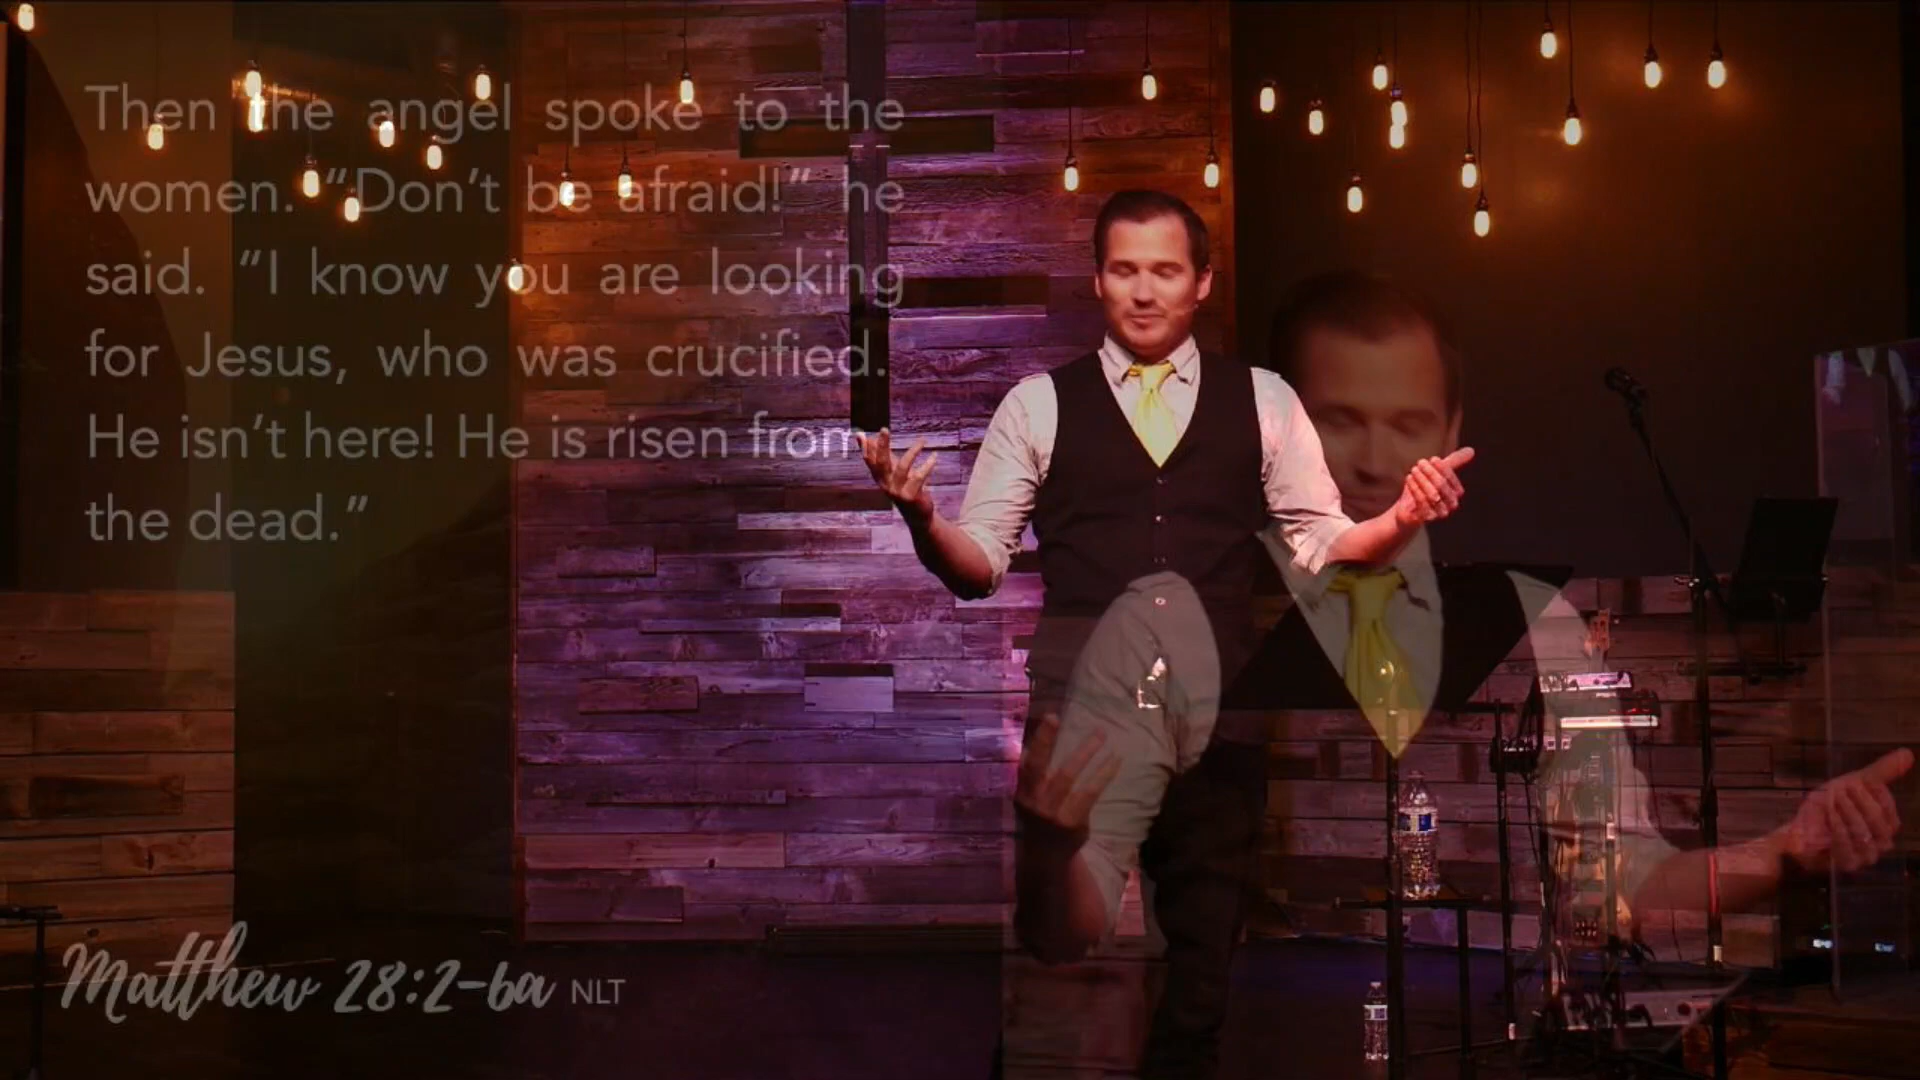 Then the angel spoke to the
women. “Don’t be afraid!” he
said. “I know you are looking
for Jesus, who was crucified.
He isn’t here! He is risen from
the dead.”
Matthew 28:2-6a NLT